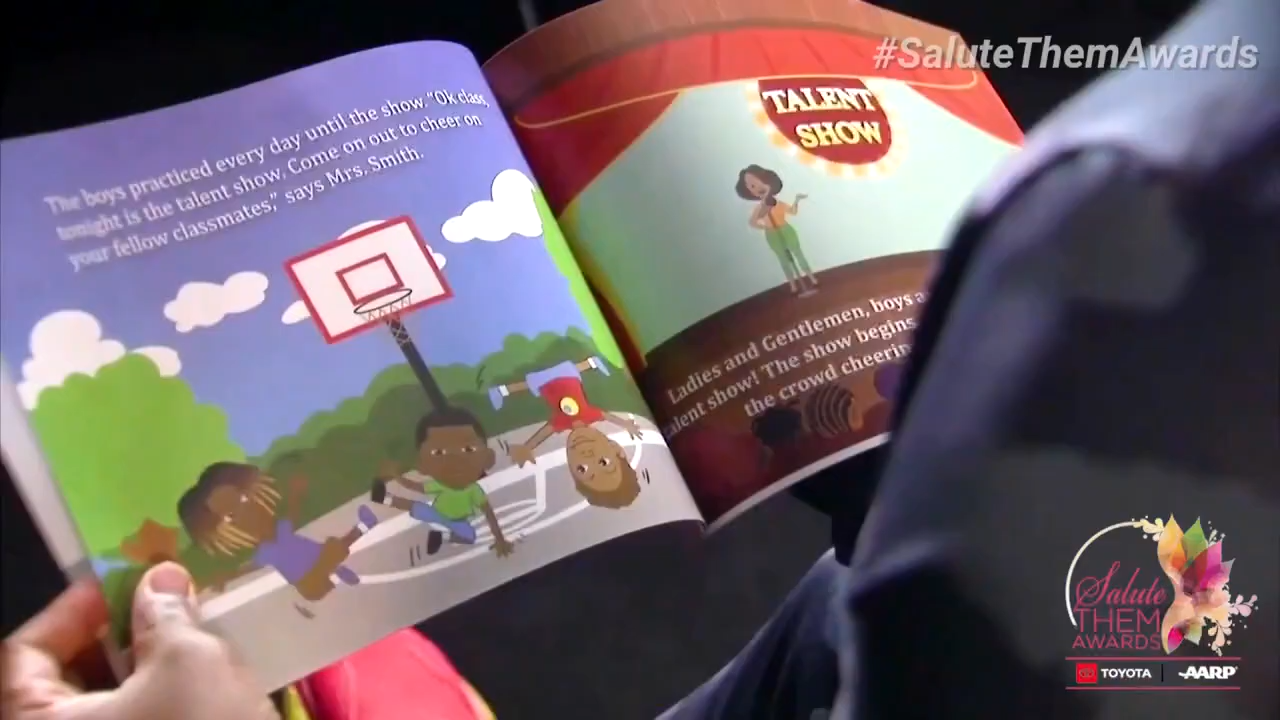 #SaluteThemAwards
The boys practiced every day until the show. "Ok class,
tonight is the talent show. Come on out to cheer on
your fellow classmates," says Mrs. Smith.
TALENT
SHOW
Ladies and Gentlemen, boys
talent show! The show begins
the crowd
Salute
THEM
AWARDS
TOYOTA | AARP